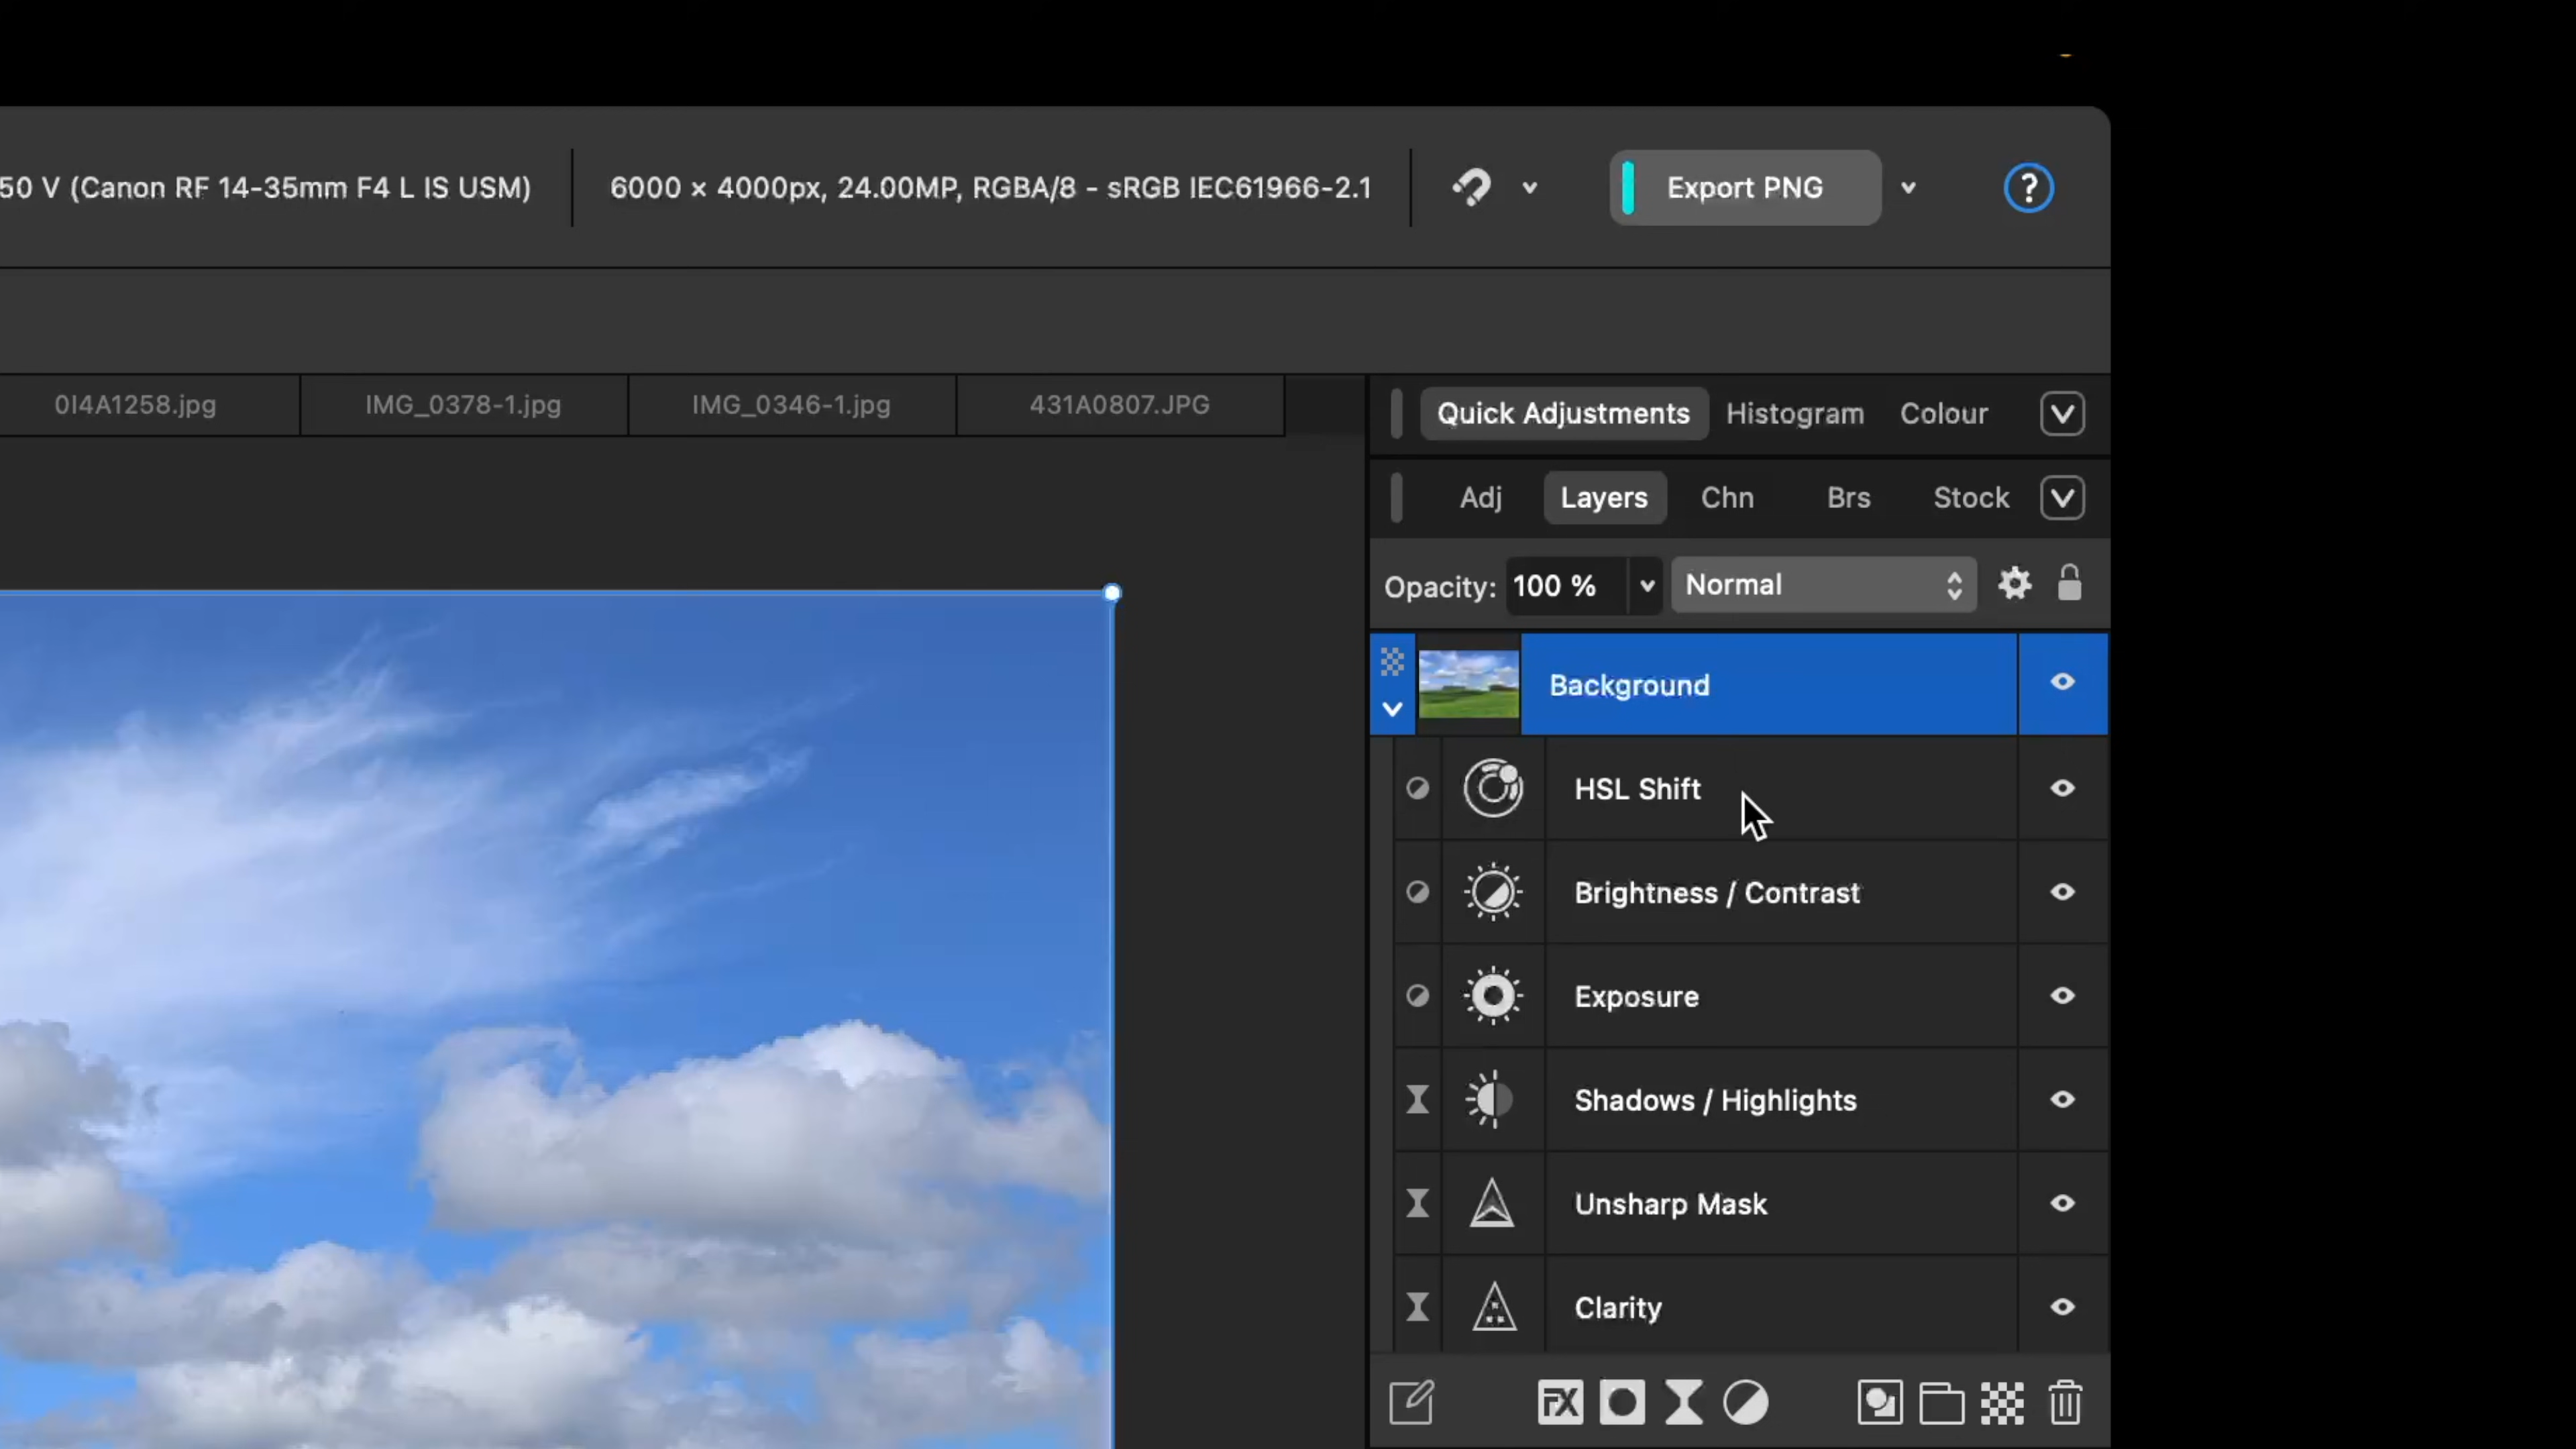 50 V (Canon RF 14-35mm F4 L IS USM)
6000 × 4000px, 24.00MP, RGBA/8 - sRGB IEC61966-2.1
Export PNG
?
0I4A1258.jpg
IMG_0378-1.jpg
IMG_0346-1.jpg
431A0807.JPG
Quick Adjustments
Histogram
Colour
Adj
Layers
Chn
Brs
Stock
Opacity:
100 %
Normal
Background
HSL Shift
Brightness / Contrast
Exposure
Shadows / Highlights
Unsharp Mask
Clarity
FX